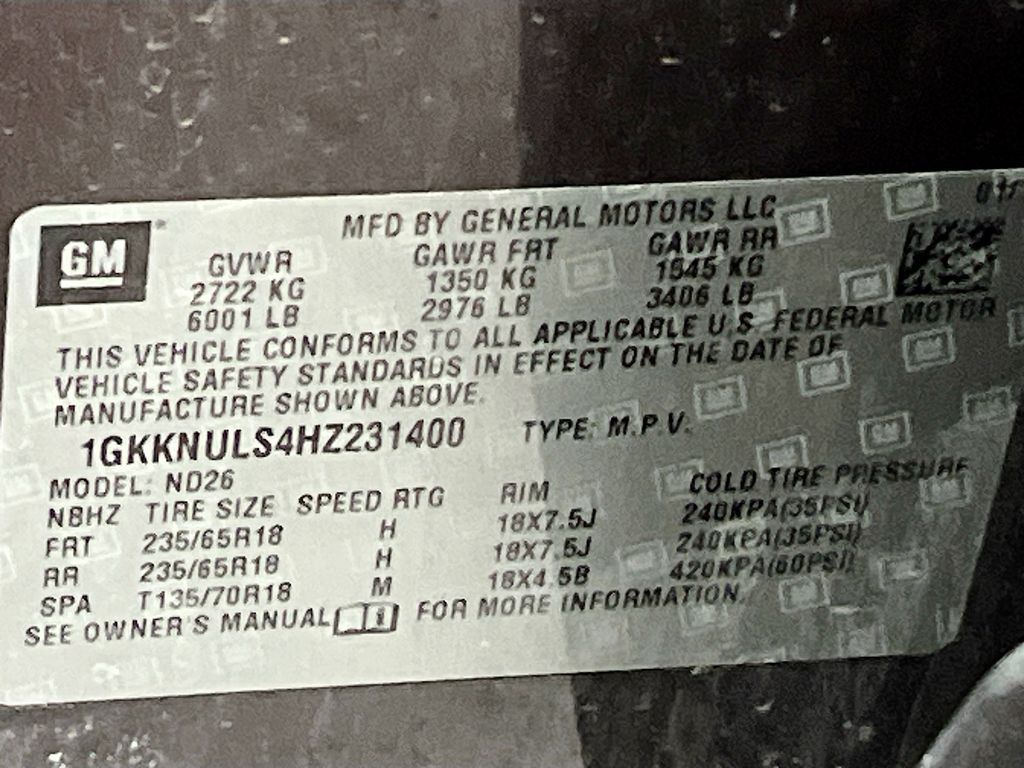 GM
MFD BY GENERAL MOTORS LLC
GVWR GAWR FRT GAWR RR
2722 KG 1350 KG 1545 KG
6001 LB 2976 LB 3406 LB
THIS VEHICLE CONFORMS TO ALL APPLICABLE U.S. FEDERAL MOTOR
VEHICLE SAFETY STANDARDS IN EFFECT ON THE DATE OF
MANUFACTURE SHOWN ABOVE.
1GKKNULS4HZ231400 TYPE: M.P.V.
MODEL: ND26
NBHZ TIRE SIZE SPEED RTG RIM COLD TIRE PRESSURE
FRT 235/65R18 H 18X7.5J 240KPA(35PSI)
RR 235/65R18 H 18X7.5J 240KPA(35PSI)
SPA T135/70R18 M 18X4.5B 420KPA(60PSI)
SEE OWNER'S MANUAL FOR MORE INFORMATION.